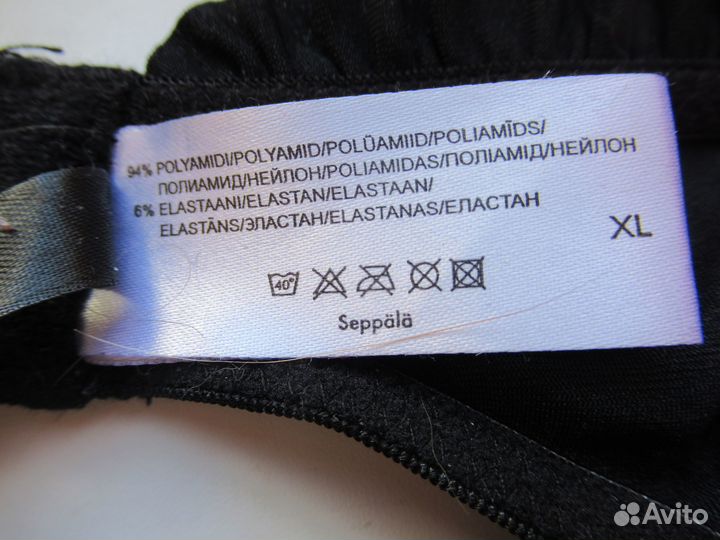 94% POLYAMIDI/POLYAMID/POLÜAMIID/POLIAMĪDS/
ПОЛИАМИД/НЕЙЛОН/POLIAMIDAS/ПОЛІАМІД/НЕЙЛОН
6% ELASTAANI/ELASTAN/ELASTAAN/
ELASTĀNS/ЭЛАСТАН/ELASTANAS/ЕЛАСТАН
XL
40°
Seppälä
Avito